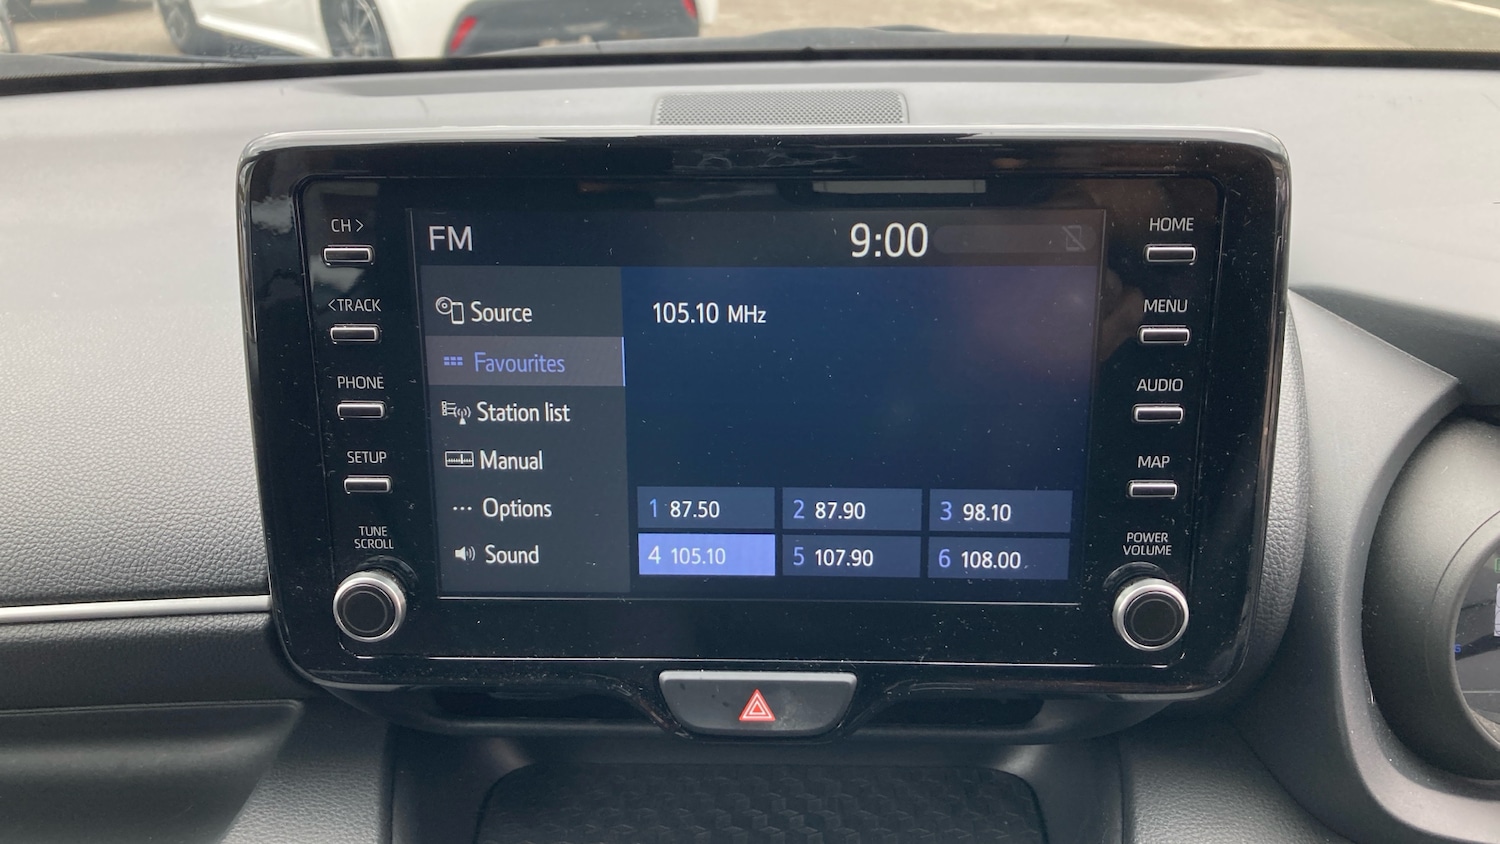 CH >
<TRACK
PHONE
SETUP
TUNE
SCROLL
FM
9:00
Source
Favourites
Station list
Manual
Options
Sound
105.10 MHz
1 87.50
2 87.90
3 98.10
4 105.10
5 107.90
6 108.00
HOME
MENU
AUDIO
MAP
POWER
VOLUME